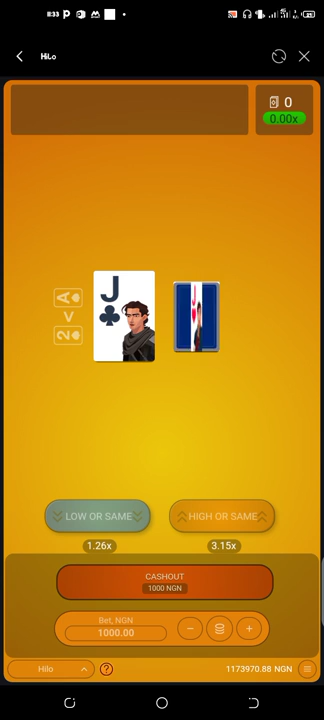 8:33
Hilo
0
0.00x
2 < A
J
J
LOW OR SAME
HIGH OR SAME
1.26x
3.15x
CASHOUT
1000 NGN
Bet, NGN
1000.00
Hilo
?
1173970.88 NGN